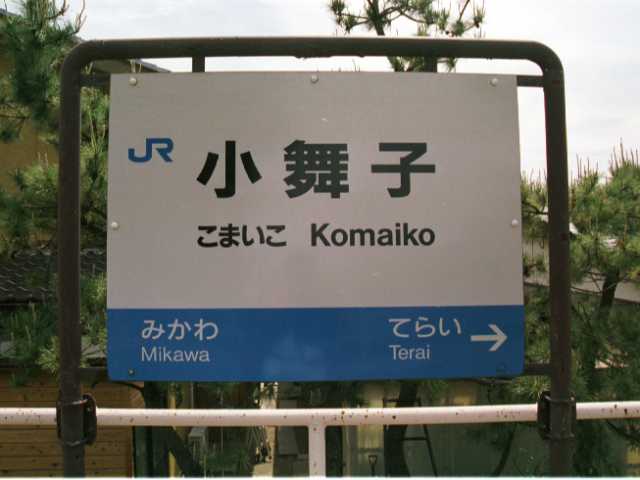 JR
小舞子
こまいこ Komaiko
みかわ てらい →
Mikawa Terai